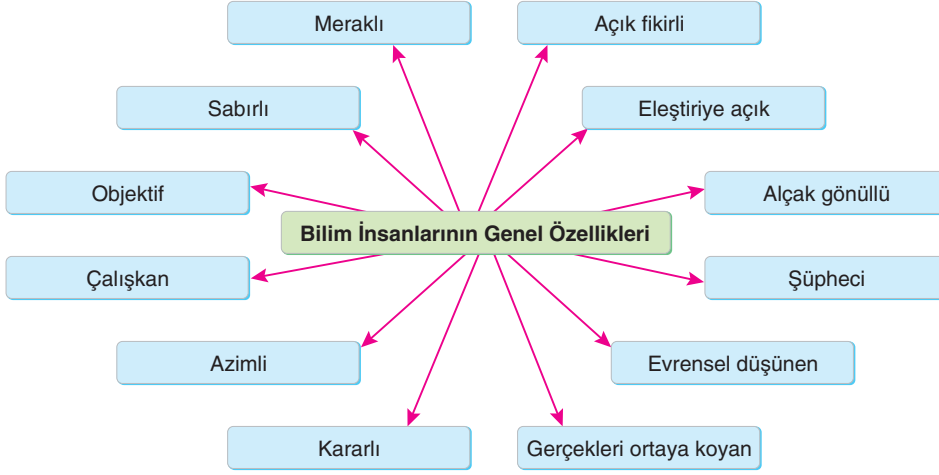 Meraklı
Açık fikirli
Sabırlı
Eleştiriye açık
Objektif
Alçak gönüllü
Bilim İnsanlarının Genel Özellikleri
Çalışkan
Şüpheci
Azimli
Evrensel düşünen
Kararlı
Gerçekleri ortaya koyan